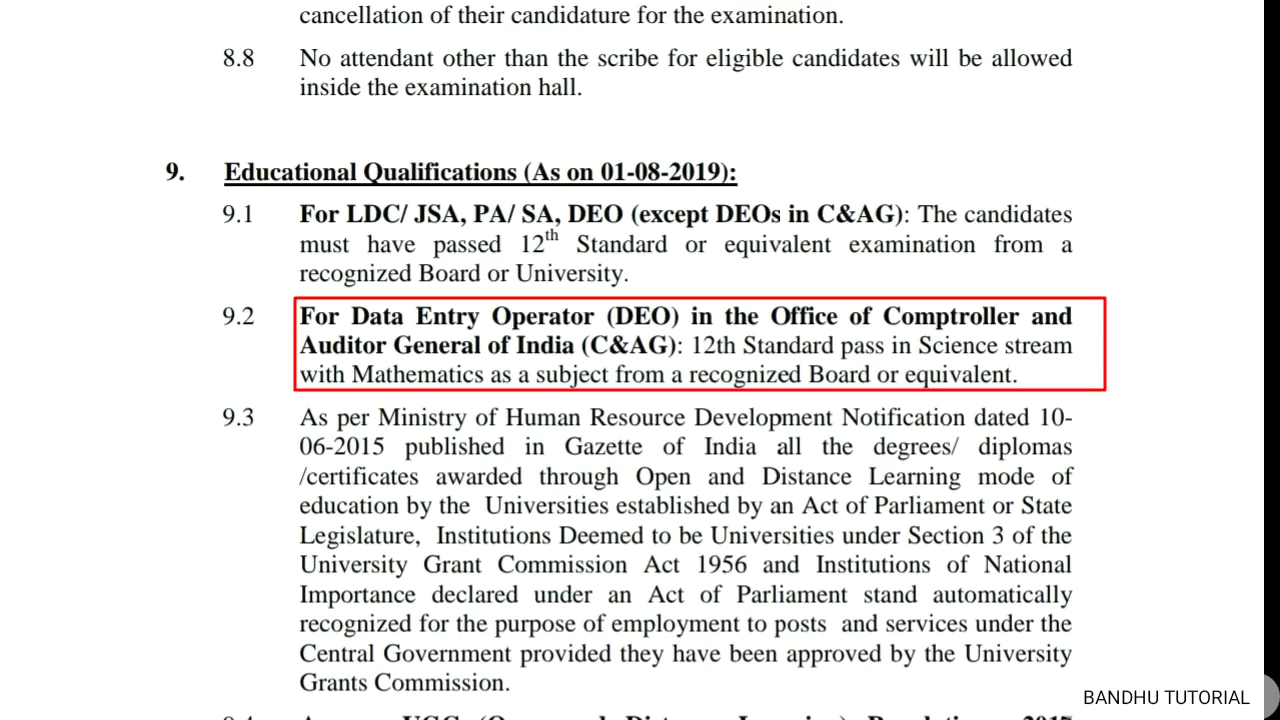 cancellation of their candidature for the examination.
8.8 No attendant other than the scribe for eligible candidates will be allowed
inside the examination hall.
9. Educational Qualifications (As on 01-08-2019):
9.1 For LDC/ JSA, PA/ SA, DEO (except DEOs in C&AG): The candidates
must have passed 12th Standard or equivalent examination from a
recognized Board or University.
9.2 For Data Entry Operator (DEO) in the Office of Comptroller and
Auditor General of India (C&AG): 12th Standard pass in Science stream
with Mathematics as a subject from a recognized Board or equivalent.
9.3 As per Ministry of Human Resource Development Notification dated 10-
06-2015 published in Gazette of India all the degrees/ diplomas
/certificates awarded through Open and Distance Learning mode of
education by the Universities established by an Act of Parliament or State
Legislature, Institutions Deemed to be Universities under Section 3 of the
University Grant Commission Act 1956 and Institutions of National
Importance declared under an Act of Parliament stand automatically
recognized for the purpose of employment to posts and services under the
Central Government provided they have been approved by the University
Grants Commission.
BANDHU TUTORIAL